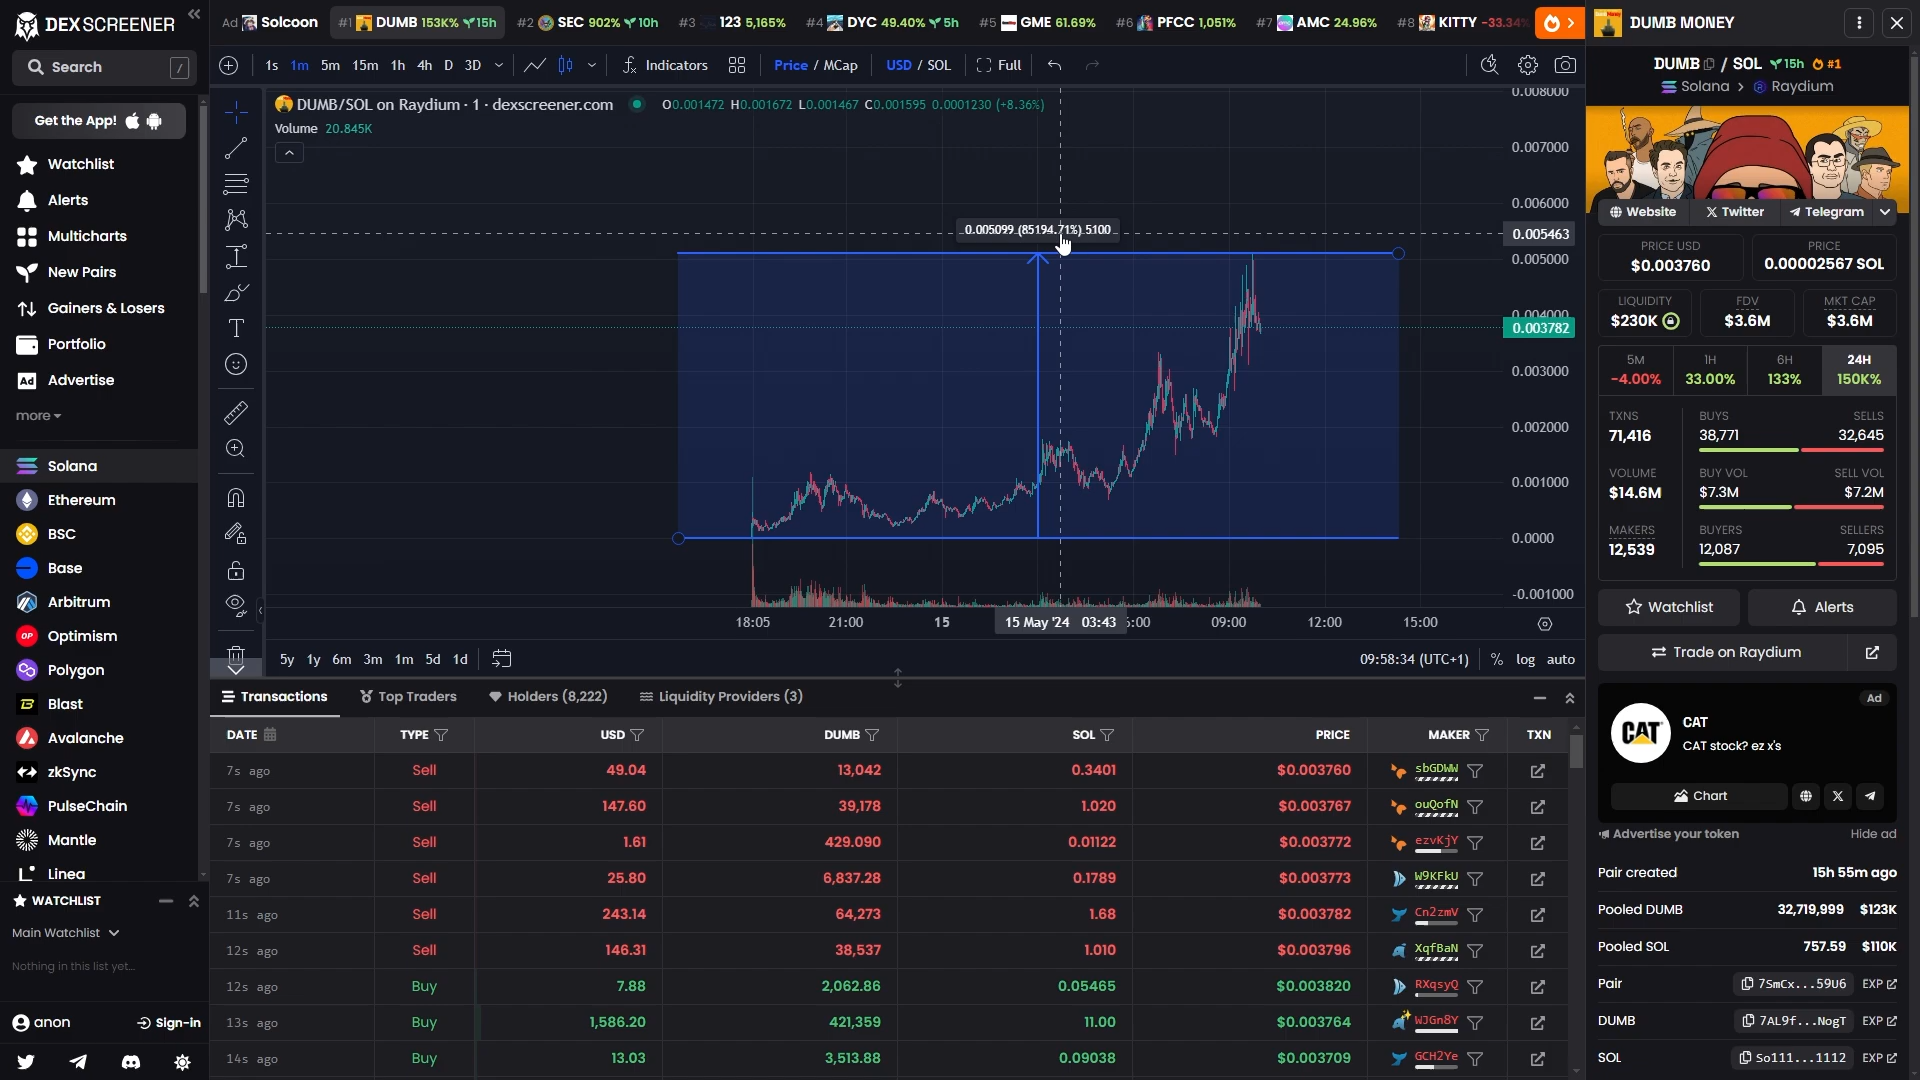 DEX SCREENER
Search /
Get the App!
Watchlist
Alerts
Multicharts
New Pairs
Gainers & Losers
Portfolio
Ad Advertise
more
Solana
Ethereum
BSC
Base
Arbitrum
OP Optimism
Polygon
Blast
Avalanche
zkSync
PulseChain
Mantle
Linea
WATCHLIST
Main Watchlist
Nothing in this list yet...
anon Sign-in
Ad Solcoon #1 DUMB 153K% 15h #2 SEC 902% 10h #3 123 5,165% #4 DYC 49.40% 5h #5 GME 61.69% #6 PFCC 1,051% #7 AMC 24.96% #8 KITTY -33.34%
1s 1m 5m 15m 1h 4h D 3D Indicators Price / MCap USD / SOL Full
DUMB/SOL on Raydium · 1 · dexscreener.com O0.001472 H0.001672 L0.001467 C0.001595 0.0001230 (+8.36%)
Volume 20.845K
0.005099 (85194.71%) 5100
0.008000
0.007000
0.006000
0.005463
0.005000
0.004000
0.003782
0.003000
0.002000
0.001000
0.0000
-0.001000
18:05 21:00 15 15 May '24 03:43 6:00 09:00 12:00 15:00
5y 1y 6m 3m 1m 5d 1d 09:58:34 (UTC+1) % log auto
Transactions Top Traders Holders (8,222) Liquidity Providers (3)
DATE TYPE USD DUMB SOL PRICE MAKER TXN
7s ago Sell 49.04 13,042 0.3401 $0.003760 sbGDWW
7s ago Sell 147.60 39,178 1.020 $0.003767 ouQofN
7s ago Sell 1.61 429.090 0.01122 $0.003772 ezvKjY
7s ago Sell 25.80 6,837.28 0.1789 $0.003773 W9KFkU
11s ago Sell 243.14 64,273 1.68 $0.003782 Cn2zmV
12s ago Sell 146.31 38,537 1.010 $0.003796 XqfBaN
12s ago Buy 7.88 2,062.86 0.05465 $0.003820 RXqsyQ
13s ago Buy 1,586.20 421,359 11.00 $0.003764 WJGn8Y
14s ago Buy 13.03 3,513.88 0.09038 $0.003709 GCH2Ye
DUMB MONEY
DUMB / SOL 15h #1
Solana > Raydium
Website Twitter Telegram
PRICE USD PRICE
$0.003760 0.00002567 SOL
LIQUIDITY FDV MKT CAP
$230K $3.6M $3.6M
5M 1H 6H 24H
-4.00% 33.00% 133% 150K%
TXNS BUYS SELLS
71,416 38,771 32,645
VOLUME BUY VOL SELL VOL
$14.6M $7.3M $7.2M
MAKERS BUYERS SELLERS
12,539 12,087 7,095
Watchlist Alerts
Trade on Raydium
Ad
CAT
CAT
CAT stock? ez x's
Chart
Advertise your token Hide ad
Pair created 15h 55m ago
Pooled DUMB 32,719,999 $123K
Pooled SOL 757.59 $110K
Pair 7SmCx...59U6 EXP
DUMB 7AL9f...NogT EXP
SOL So111...1112 EXP